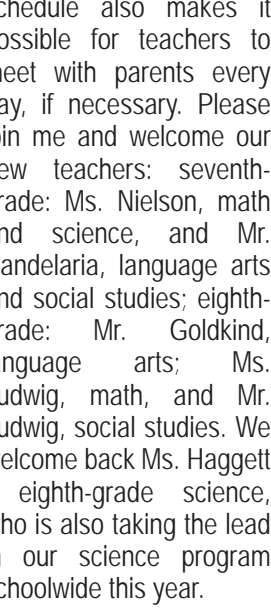 chedule also makes it
ossible for teachers to
eet with parents every
ay, if necessary. Please
oin me and welcome our
ew teachers: seventh-
rade: Ms. Nielson, math
nd science, and Mr.
andelaria, language arts
nd social studies; eighth-
rade: Mr. Goldkind,
anguage arts; Ms.
udwig, math, and Mr.
udwig, social studies. We
elcome back Ms. Haggett
eighth-grade science,
ho is also taking the lead
n our science program
choolwide this year.